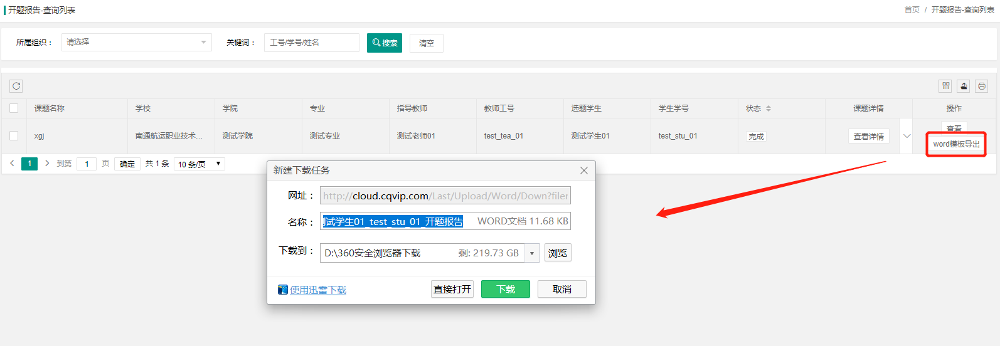 开题报告-查询列表
首页 / 开题报告-查询列表
所属组织： 请选择 关键词： 工号/学号/姓名 搜索 清空
课题名称 学校 学院 专业 指导教师 教师工号 选题学生 学生学号 状态 课题详情 操作
查看
xgj 南通航运职业技术... 测试学院 测试专业 测试老师01 test_tea_01 测试学生01 test_stu_01 完成 查看详情
word模板导出
1 到第 1 页 确定 共 1 条 10 条/页
新建下载任务
网址： http://cloud.cqvip.com/Last/Upload/Word/Down?filer
名称： 试学生01_test_stu_01_开题报告 WORD文档 11.68 KB
下载到： D:\360安全浏览器下载 剩: 219.73 GB 浏览
使用迅雷下载 直接打开 下载 取消